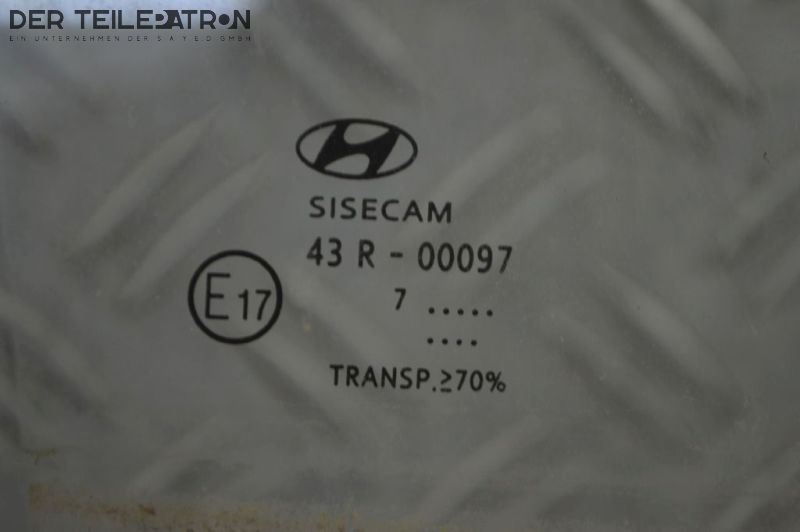 DER TEILEPATRON
EIN UNTERNEHMEN DER S A Y E D GMBH
SISECAM
43 R - 00097
E17
7 .....
....
TRANSP.≥70%